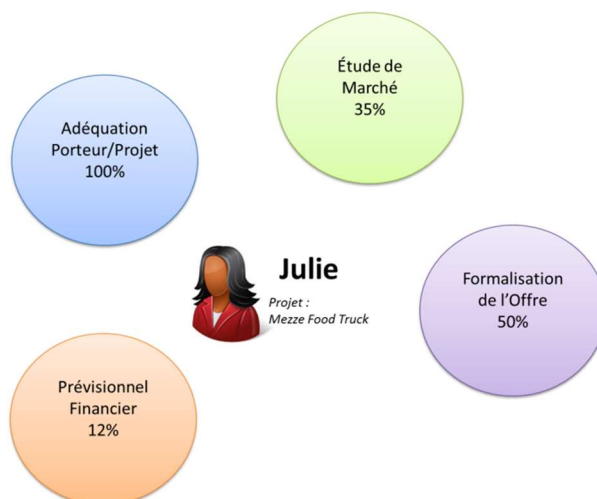 Étude de
Marché
35%
Adéquation
Porteur/Projet
100%
Julie
Projet :
Mezze Food Truck
Formalisation
de l’Offre
50%
Prévisionnel
Financier
12%